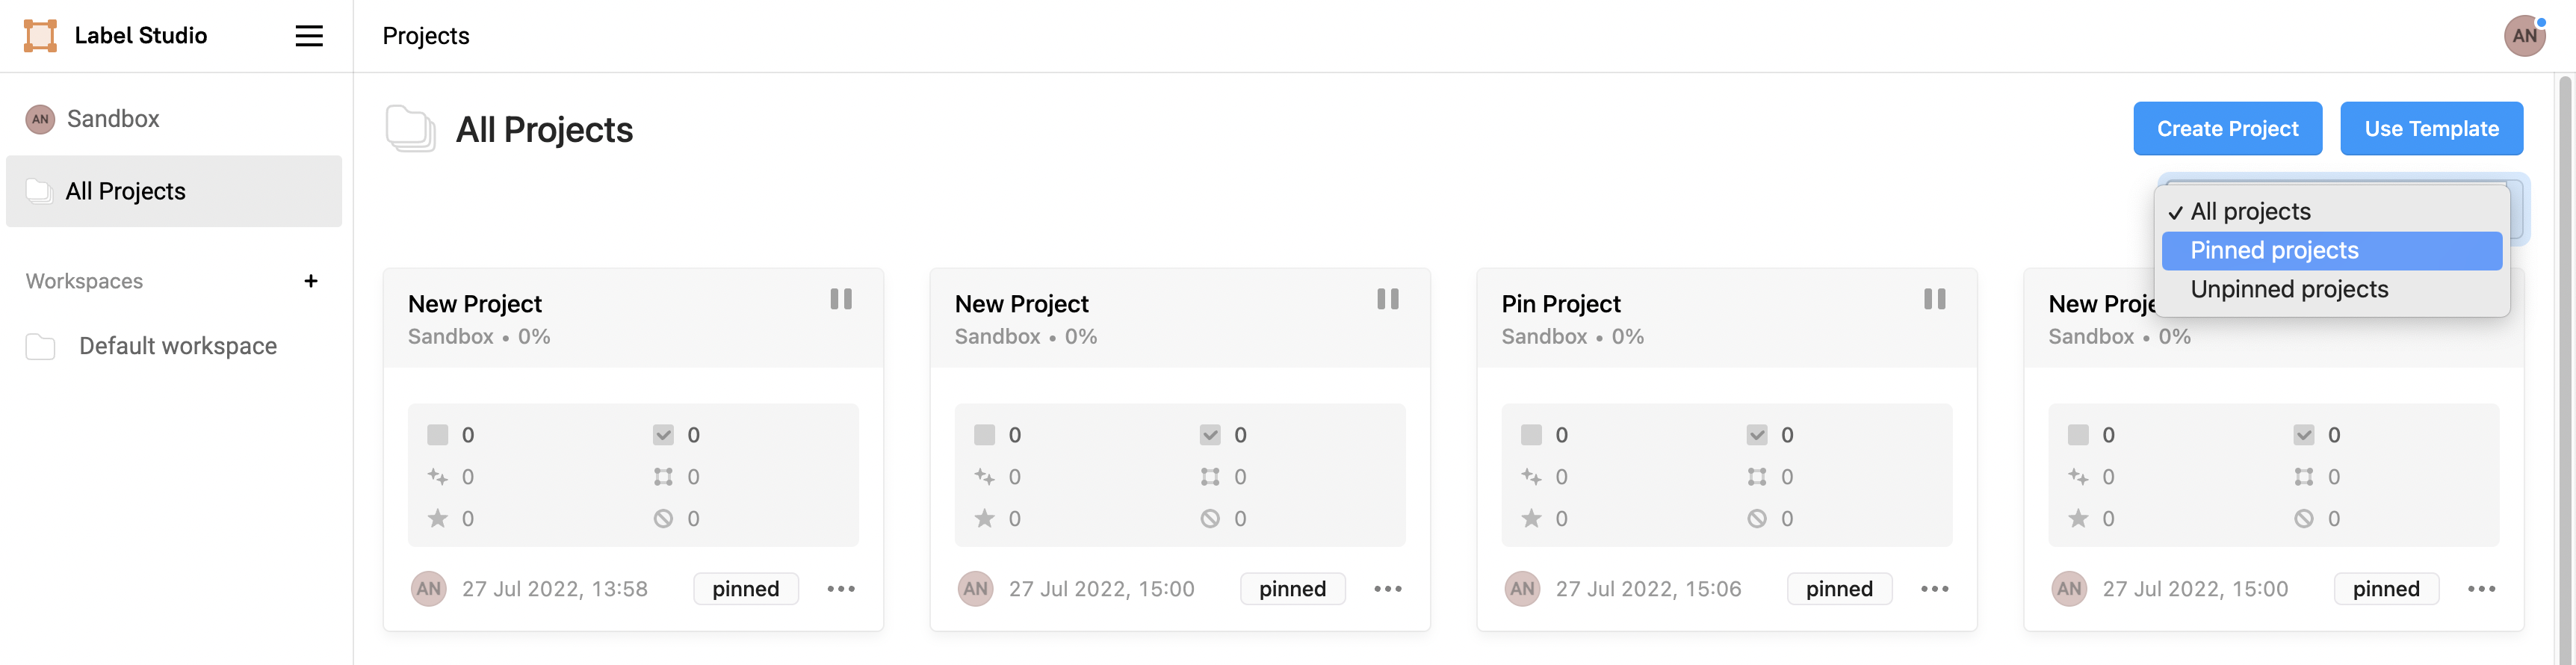 Label Studio
Projects
AN
AN Sandbox
All Projects
Workspaces +
Default workspace
All Projects
Create Project
Use Template
✓ All projects
Pinned projects
Unpinned projects
New Project
Sandbox • 0%
0 0
0 0
0 0
AN 27 Jul 2022, 13:58 pinned •••
New Project
Sandbox • 0%
0 0
0 0
0 0
AN 27 Jul 2022, 15:00 pinned •••
Pin Project
Sandbox • 0%
0 0
0 0
0 0
AN 27 Jul 2022, 15:06 pinned •••
New Proje
Sandbox • 0%
0 0
0 0
0 0
AN 27 Jul 2022, 15:00 pinned •••